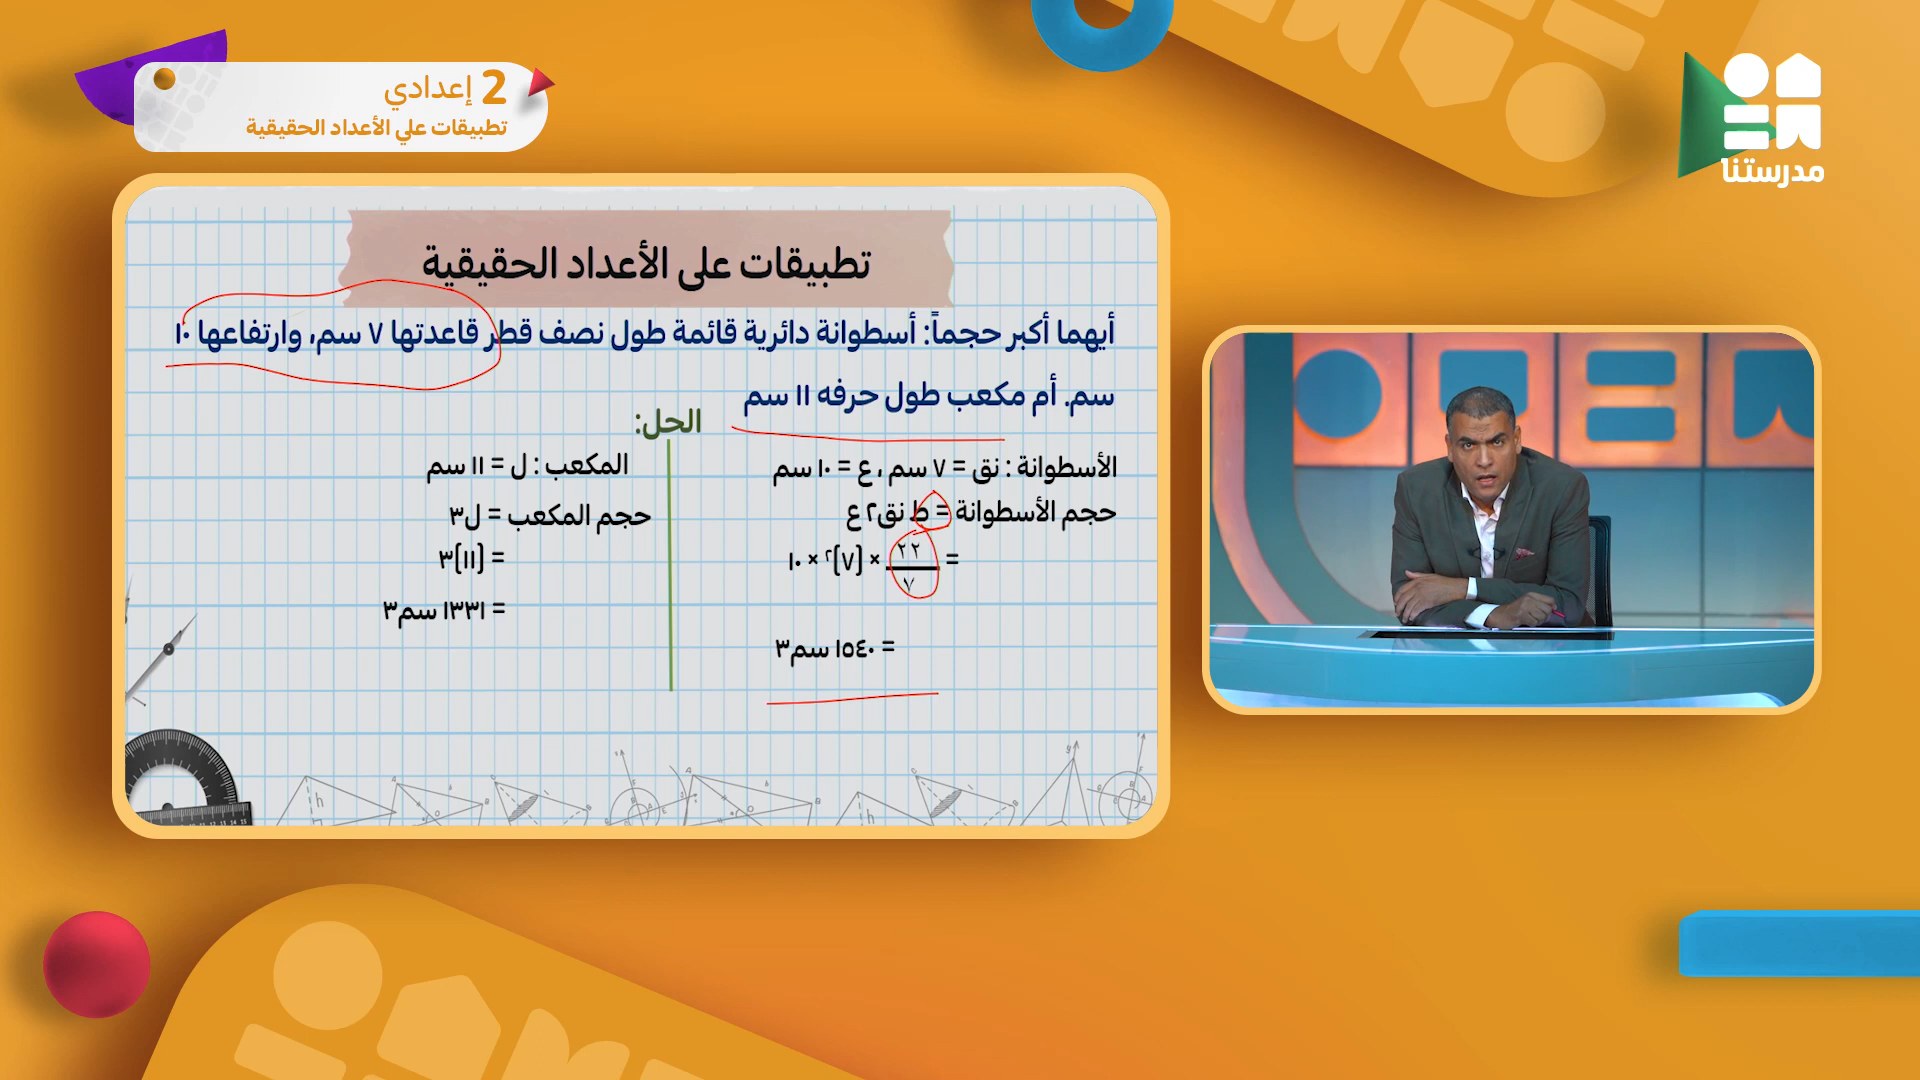 2 إعدادي
تطبيقات علي الأعداد الحقيقية
مدرستنا
تطبيقات على الأعداد الحقيقية
أيهما أكبر حجماً: أسطوانة دائرية قائمة طول نصف قطر قاعدتها ٧ سم، وارتفاعها ١٠
سم. أم مكعب طول حرفه ١١ سم
الحل:
الأسطوانة : نق = ٧ سم ، ع = ١٠ سم
حجم الأسطوانة = ط نق٢ ع
= ٢٢/٧ × (٧)٢ × ١٠
= ١٥٤٠ سم٣
المكعب : ل = ١١ سم
حجم المكعب = ل٣
= (١١)٣
= ١٣٣١ سم٣